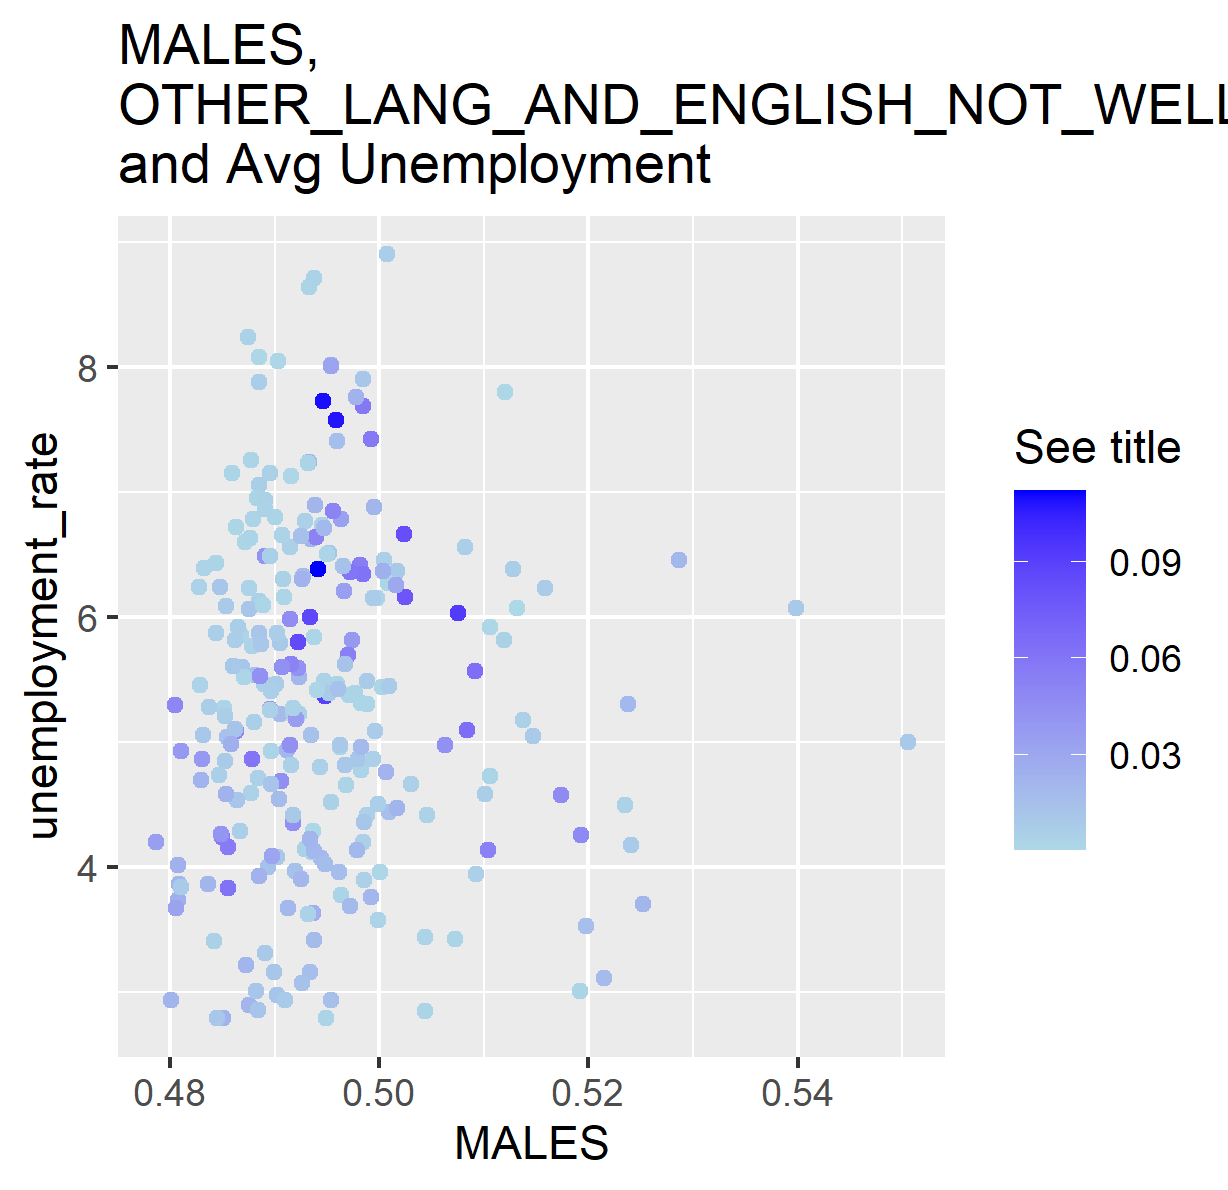 MALES,
OTHER_LANG_AND_ENGLISH_NOT_WELL
and Avg Unemployment
unemployment_rate
8
6
4
0.48 0.50 0.52 0.54
MALES
See title
0.09
0.06
0.03